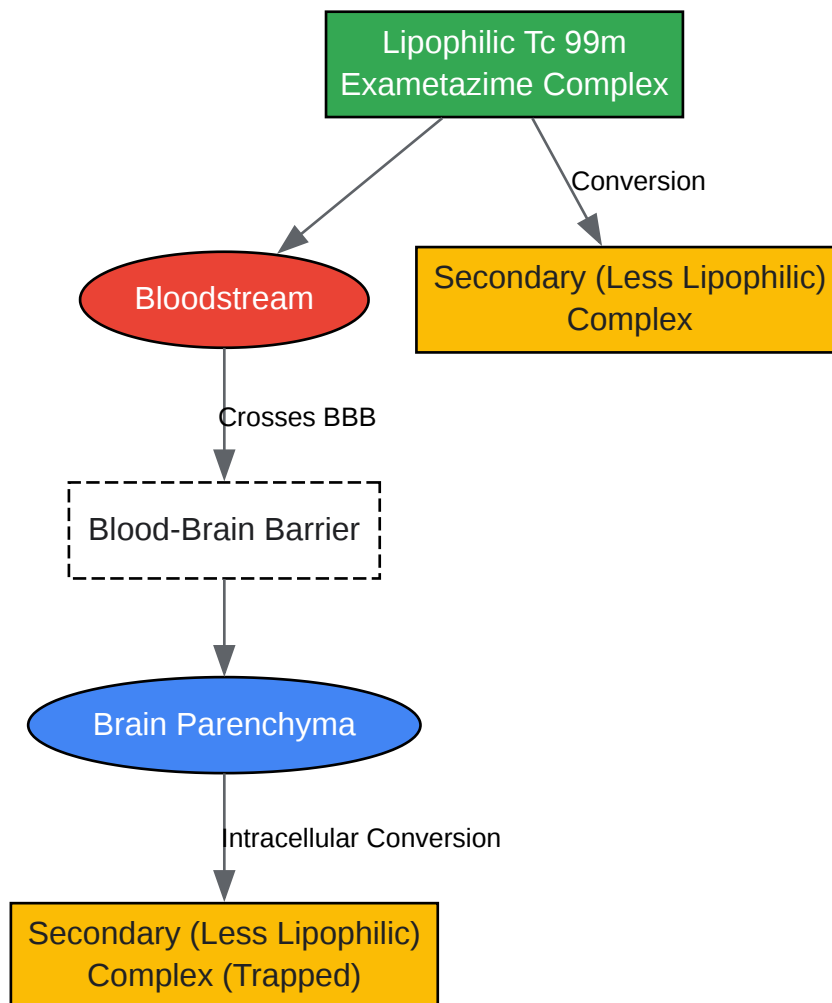 Lipophilic Tc 99m
Exametazime Complex
Conversion
Bloodstream
Secondary (Less Lipophilic)
Complex
Crosses BBB
Blood-Brain Barrier
Brain Parenchyma
Intracellular Conversion
Secondary (Less Lipophilic)
Complex (Trapped)